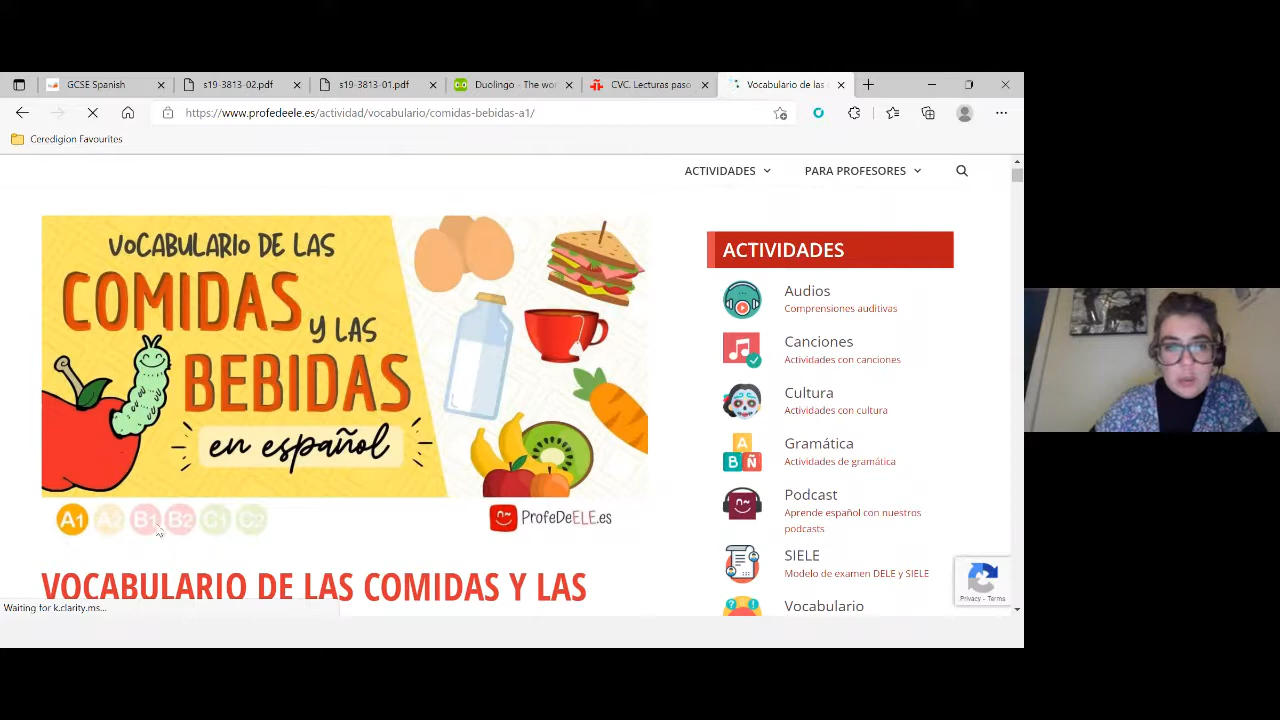 GCSE Spanish
s19-3813-02.pdf
s19-3813-01.pdf
Duolingo - The wor
CVC. Lecturas paso
Vocabulario de las
https://www.profedeele.es/actividad/vocabulario/comidas-bebidas-a1/
Ceredigion Favourites
ACTIVIDADES
PARA PROFESORES
VOCABULARIO DE LAS
COMIDAS
Y LAS
BEBIDAS
en español
A1 A2 B1 B2 C1 C2
ProfeDeELE.es
VOCABULARIO DE LAS COMIDAS Y LAS
ACTIVIDADES
Audios
Comprensiones auditivas
Canciones
Actividades con canciones
Cultura
Actividades con cultura
A
B Ñ
Gramática
Actividades de gramática
Podcast
Aprende español con nuestros
podcasts
SIELE
Modelo de examen DELE y SIELE
Vocabulario
Privacy - Terms
Waiting for k.clarity.ms...